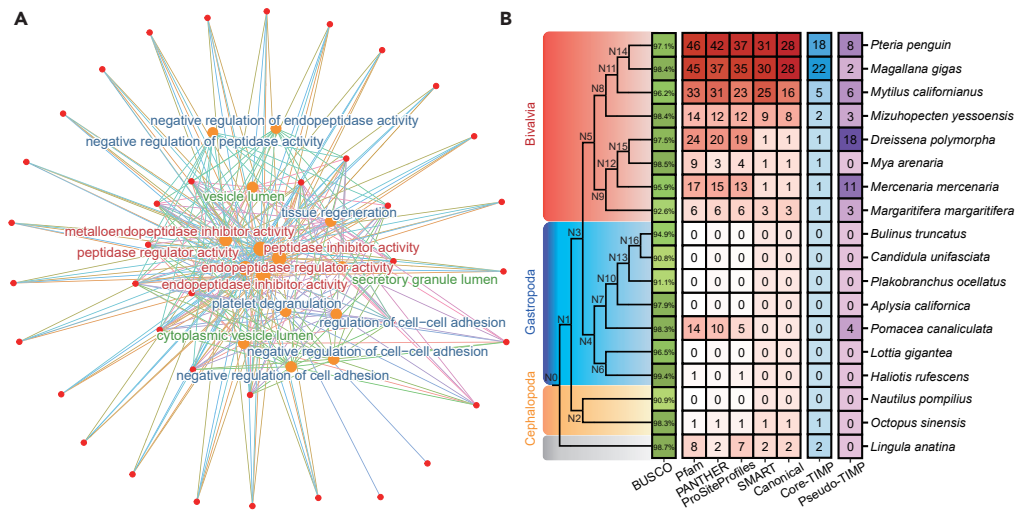 A
negative regulation of endopeptidase activity
negative regulation of peptidase activity
vesicle lumen
tissue regeneration
metalloendopeptidase inhibitor activity
peptidase inhibitor activity
peptidase regulator activity
endopeptidase regulator activity
secretory granule lumen
endopeptidase inhibitor activity
platelet degranulation
regulation of cell−cell adhesion
cytoplasmic vesicle lumen
negative regulation of cell−cell adhesion
negative regulation of cell adhesion
B
Bivalvia
Gastropoda
Cephalopoda
N14
N11
N8
N5
N15
N12
N9
N3
N16
N13
N10
N7
N1
N4
N6
N0
N2
97.1% 46 42 37 31 28 18 8 Pteria penguin
98.4% 45 37 35 30 28 22 2 Magallana gigas
96.2% 33 31 23 25 16 5 6 Mytilus californianus
98.4% 14 12 12 9 8 2 3 Mizuhopecten yessoensis
97.5% 24 20 19 1 1 1 18 Dreissena polymorpha
98.5% 9 3 4 1 1 1 0 Mya arenaria
95.9% 17 15 13 1 1 1 11 Mercenaria mercenaria
92.6% 6 6 6 3 3 1 3 Margaritifera margaritifera
94.9% 0 0 0 0 0 0 0 Bulinus truncatus
90.8% 0 0 0 0 0 0 0 Candidula unifasciata
91.1% 0 0 0 0 0 0 0 Plakobranchus ocellatus
97.9% 0 0 0 0 0 0 0 Aplysia californica
98.3% 14 10 5 0 0 0 4 Pomacea canaliculata
96.5% 0 0 0 0 0 0 0 Lottia gigantea
99.4% 1 0 1 0 0 0 0 Haliotis rufescens
90.9% 0 0 0 0 0 0 0 Nautilus pompilius
98.3% 1 1 1 1 1 1 0 Octopus sinensis
98.7% 8 2 7 2 2 2 0 Lingula anatina
BUSCO Pfam PANTHER ProSiteProfiles SMART Canonical Core-TIMP Pseudo-TIMP